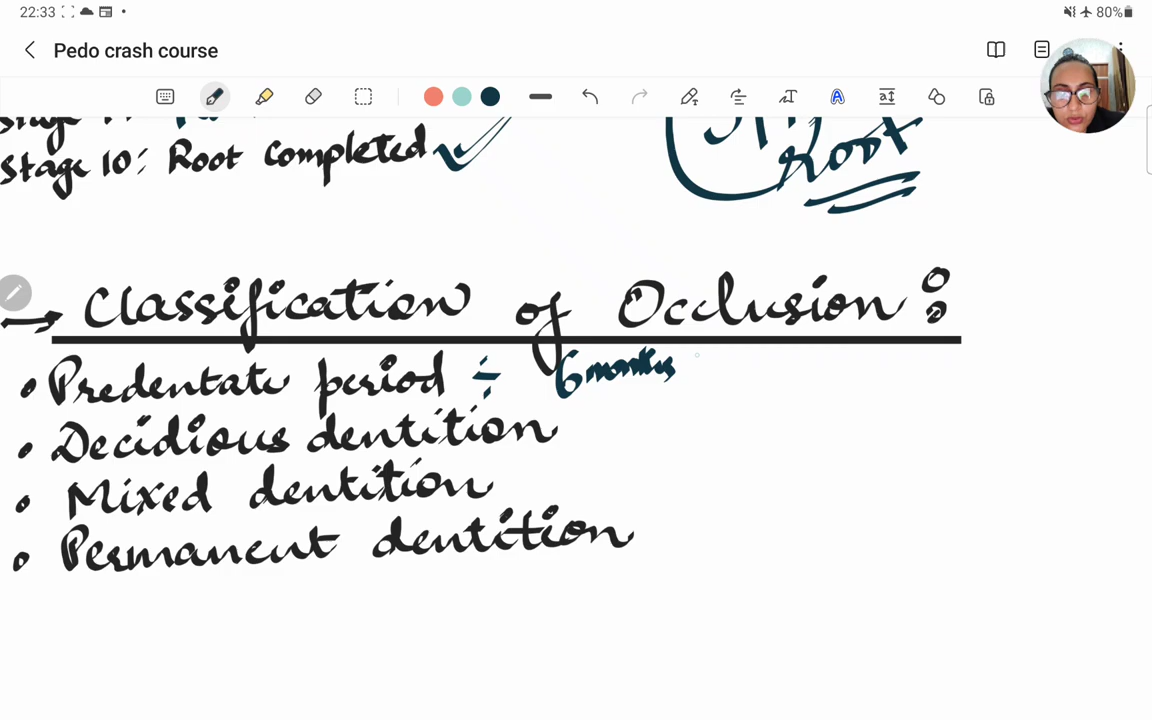 22:33
80%
Pedo crash course
Stage
Stage 10: Root completed
Root
→ Classification of Occlusion:
• Predentate period ÷ 6 months
• Decidious dentition
• Mixed dentition
• Permanent dentition